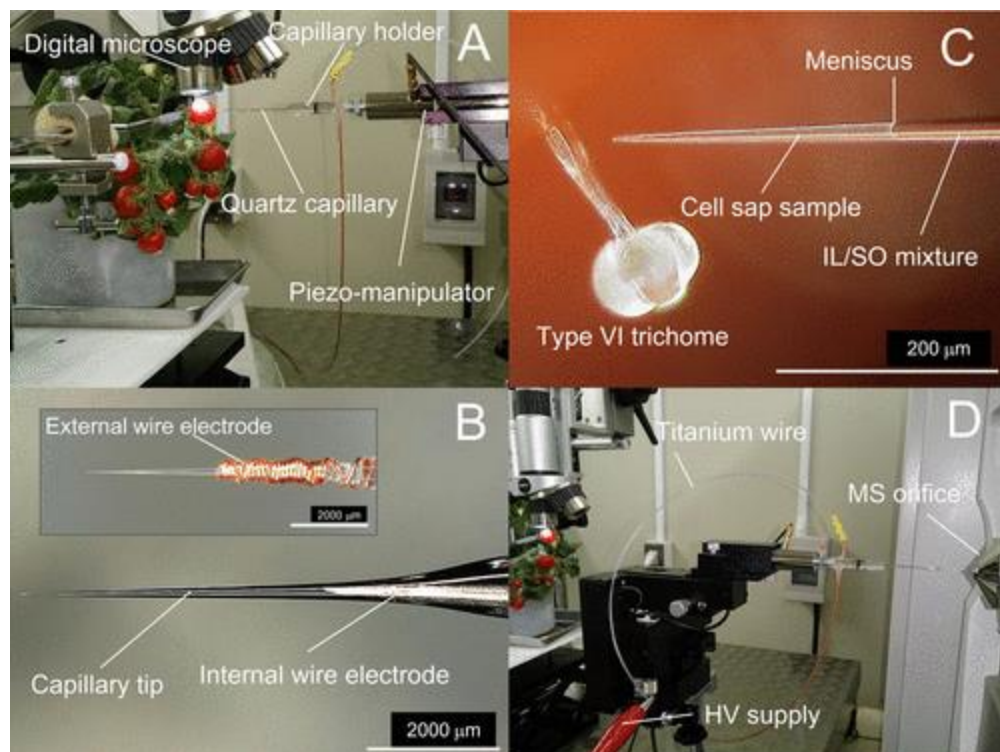 A
Digital microscope
Capillary holder
Quartz capillary
Piezo-manipulator
C
Meniscus
Cell sap sample
IL/SO mixture
Type VI trichome
200 μm
B
External wire electrode
2000 μm
Capillary tip
Internal wire electrode
2000 μm
D
Titanium wire
MS orifice
HV supply